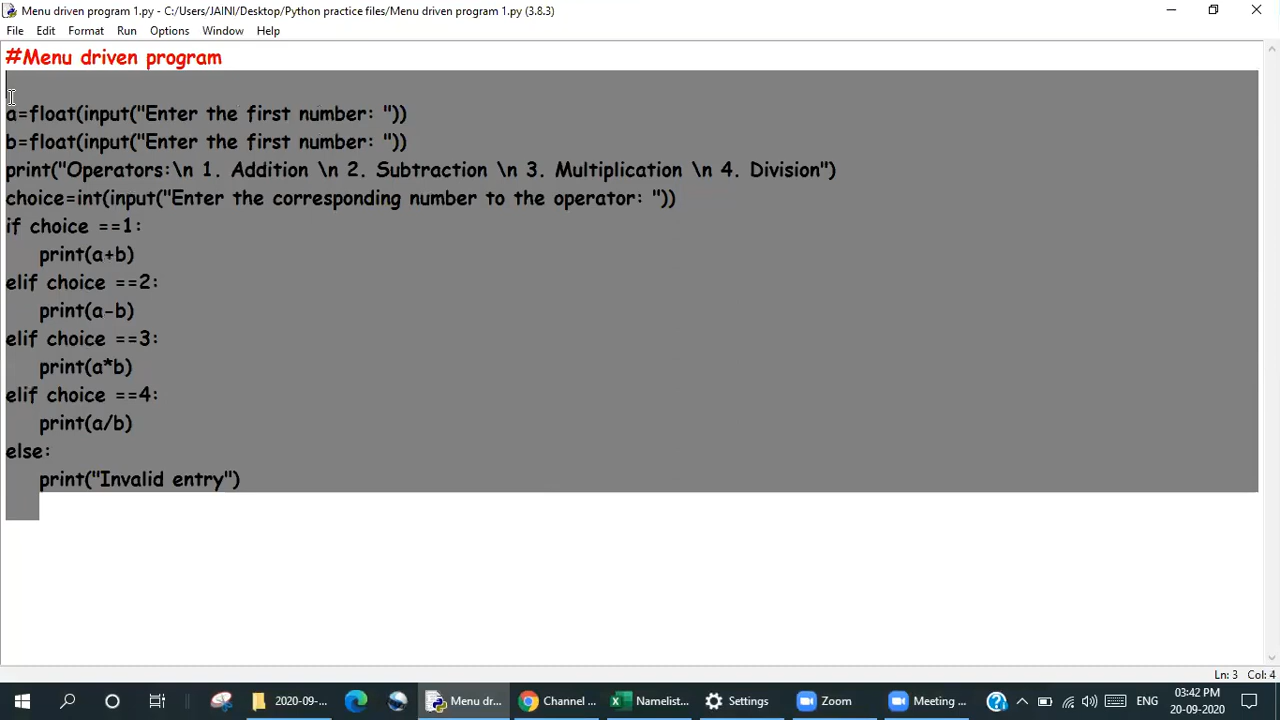 Menu driven program 1.py - C:/Users/JAINI/Desktop/Python practice files/Menu driven program 1.py (3.8.3)
File Edit Format Run Options Window Help
#Menu driven program
a=float(input("Enter the first number: "))
b=float(input("Enter the first number: "))
print("Operators:\n 1. Addition \n 2. Subtraction \n 3. Multiplication \n 4. Division")
choice=int(input("Enter the corresponding number to the operator: "))
if choice ==1:
    print(a+b)
elif choice ==2:
    print(a-b)
elif choice ==3:
    print(a*b)
elif choice ==4:
    print(a/b)
else:
    print("Invalid entry")
Ln: 3 Col: 4
2020-09-... Menu dr... Channel ... Namelist... Settings Zoom Meeting ... ENG 03:42 PM
20-09-2020